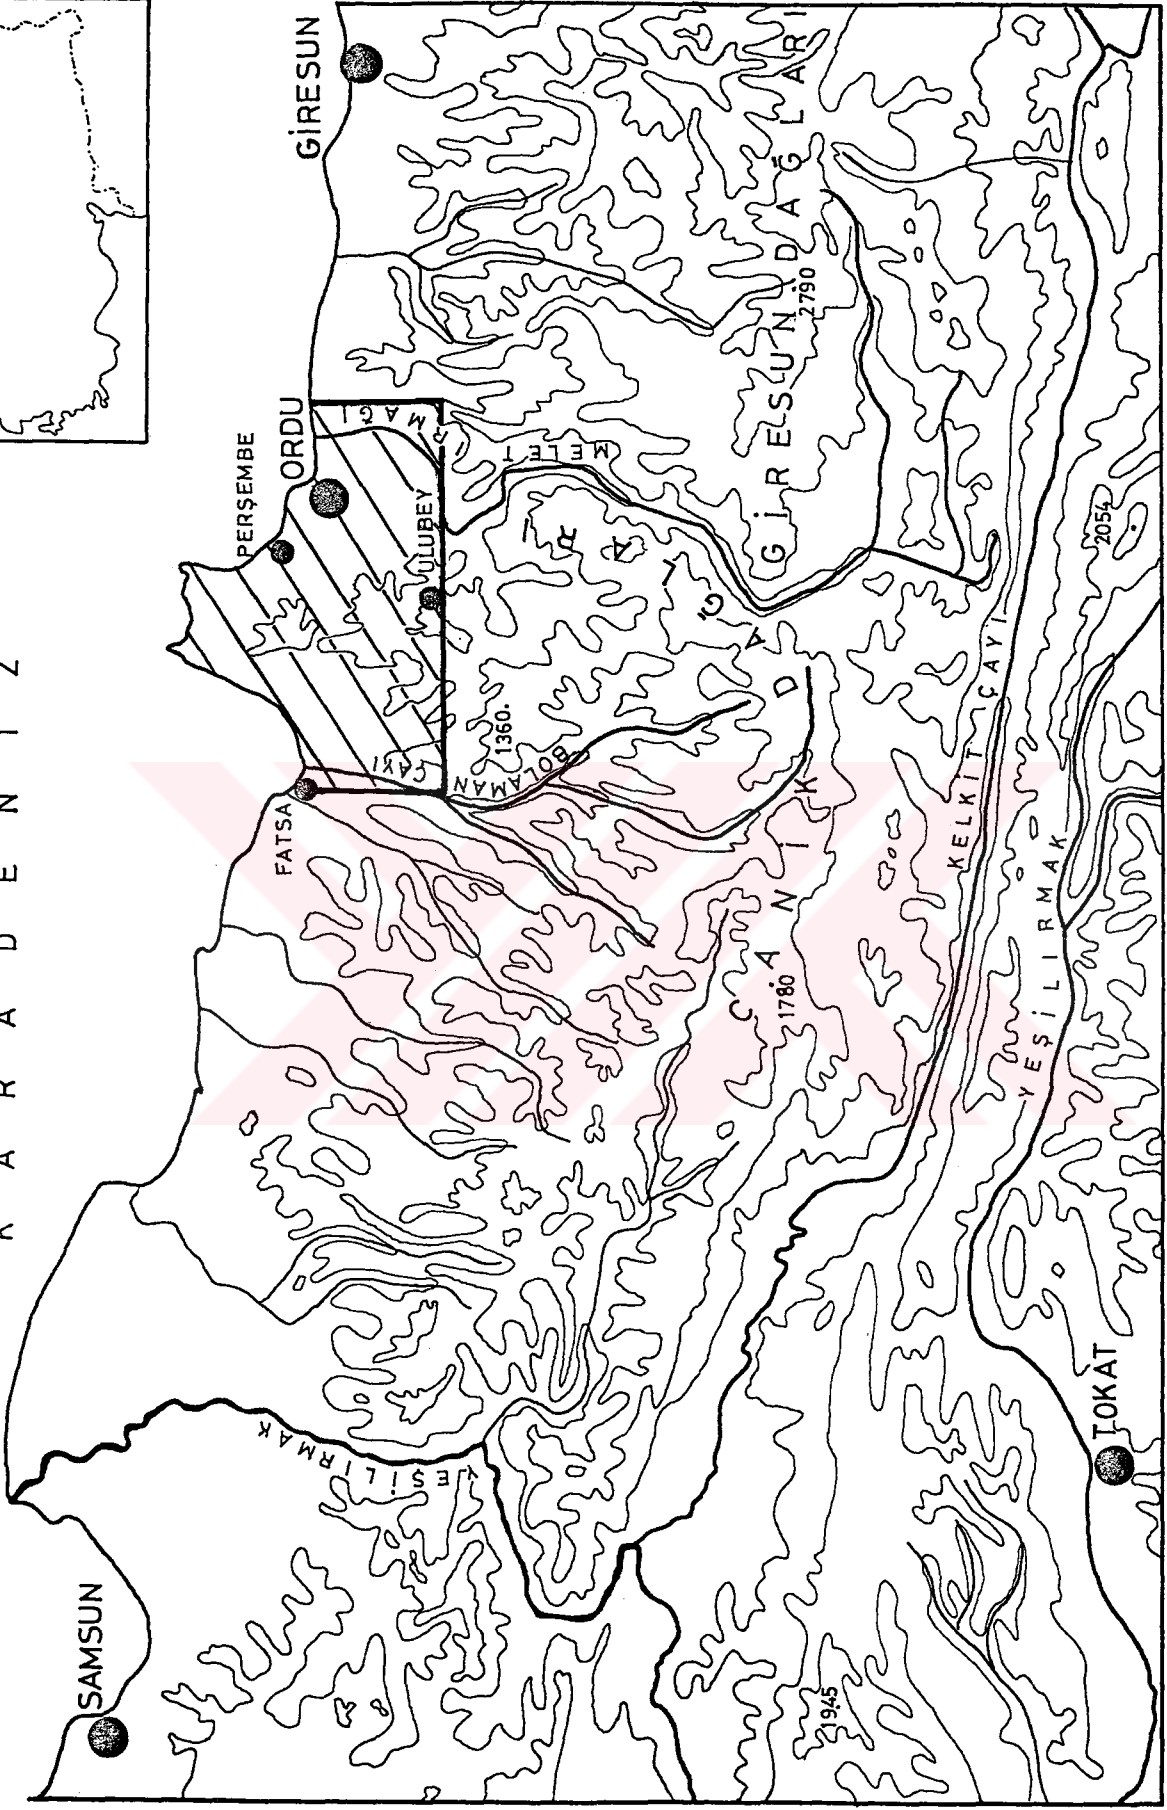 KARADENİZ
SAMSUN
FATSA
PERŞEMBE
ORDU
GİRESUN
ULUBEY
YEŞİLIRMAK
BOLAMAN ÇAYI
MELET IRMAĞI
1360
CANİK DAĞLARI
1780
GİRESUN DAĞLARI
2790
1945
KELKİT ÇAYI
YEŞİLIRMAK
2054
TOKAT